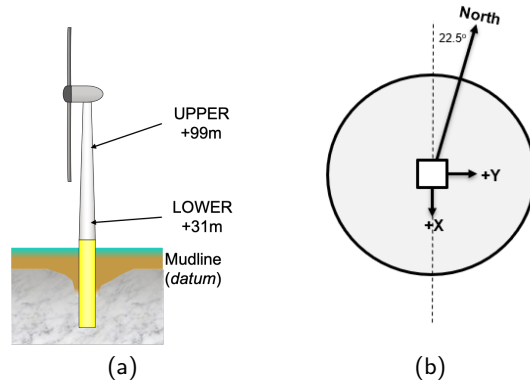 UPPER
+99m
LOWER
+31m
Mudline
(datum)
(a)
North
22.5°
+Y
+X
(b)